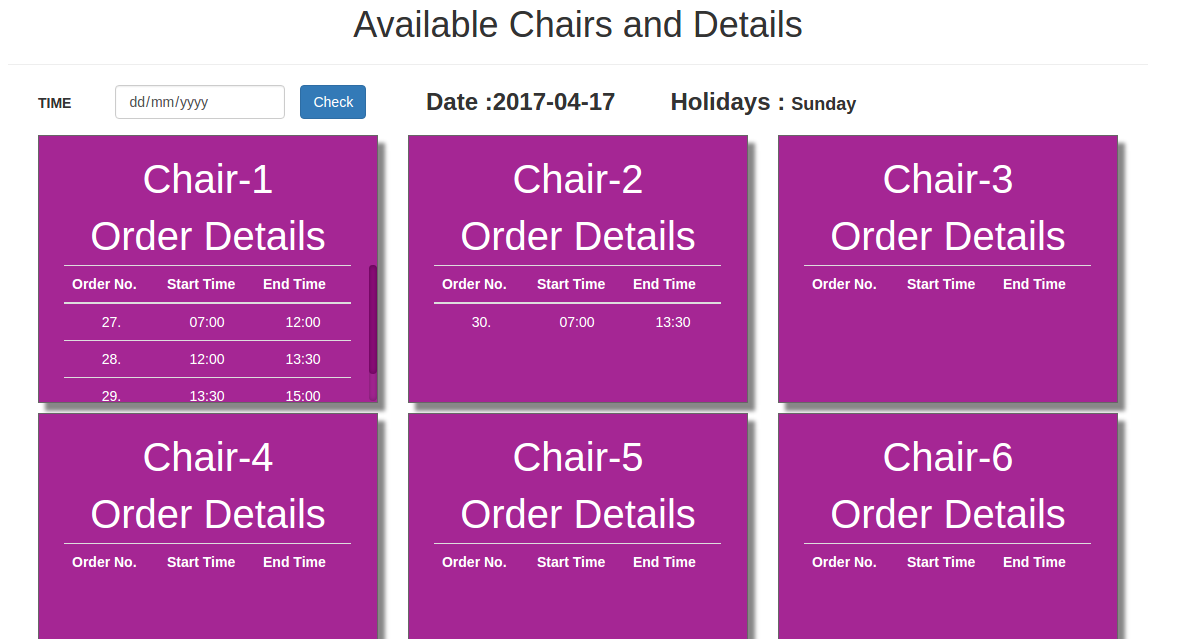 Available Chairs and Details
TIME dd/mm/yyyy Check Date :2017-04-17 Holidays : Sunday
Chair-1
Order Details
Order No. Start Time End Time
27. 07:00 12:00
28. 12:00 13:30
29. 13:30 15:00
Chair-2
Order Details
Order No. Start Time End Time
30. 07:00 13:30
Chair-3
Order Details
Order No. Start Time End Time
Chair-4
Order Details
Order No. Start Time End Time
Chair-5
Order Details
Order No. Start Time End Time
Chair-6
Order Details
Order No. Start Time End Time